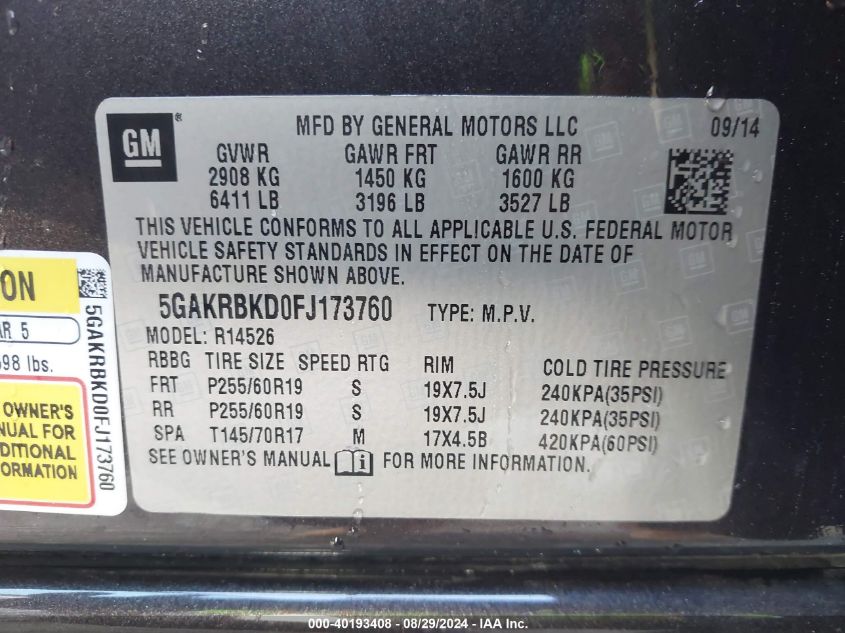 GM ®
MFD BY GENERAL MOTORS LLC 09/14
GVWR GAWR FRT GAWR RR
2908 KG 1450 KG 1600 KG
6411 LB 3196 LB 3527 LB
THIS VEHICLE CONFORMS TO ALL APPLICABLE U.S. FEDERAL MOTOR
VEHICLE SAFETY STANDARDS IN EFFECT ON THE DATE OF
MANUFACTURE SHOWN ABOVE.
5GAKRBKD0FJ173760 TYPE: M.P.V.
MODEL: R14526
RBBG TIRE SIZE SPEED RTG RIM COLD TIRE PRESSURE
FRT P255/60R19 S 19X7.5J 240KPA(35PSI)
RR P255/60R19 S 19X7.5J 240KPA(35PSI)
SPA T145/70R17 M 17X4.5B 420KPA(60PSI)
SEE OWNER'S MANUAL FOR MORE INFORMATION.
ON
AR 5
698 lbs.
OWNER'S
NUAL FOR
DITIONAL
FORMATION
5GAKRBKD0FJ173760
000-40193408 - 08/29/2024 - IAA Inc.